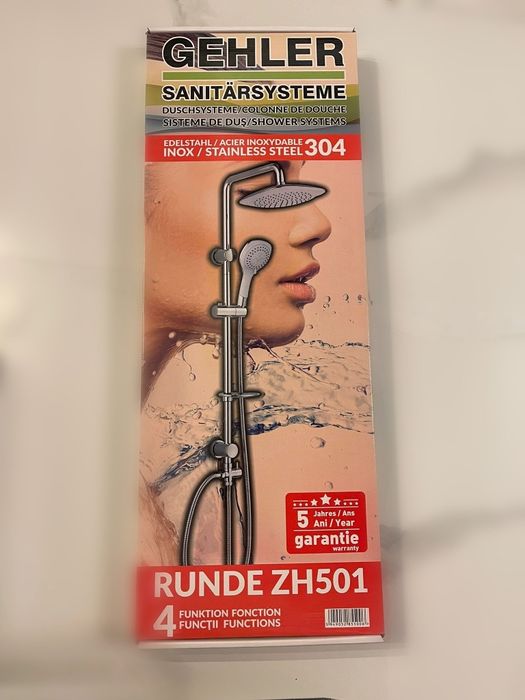 GEHLER
SANITÄRSYSTEME
DUSCHSYSTEME/COLONNE DE DOUCHE
SISTEME DE DUȘ/SHOWER SYSTEMS
EDELSTAHL / ACIER INOXYDABLE
INOX / STAINLESS STEEL 304
5 Jahres / Ans
Ani / Year
garantie
warranty
RUNDE ZH501
4 FUNKTION FONCTION
FUNCȚII FUNCTIONS